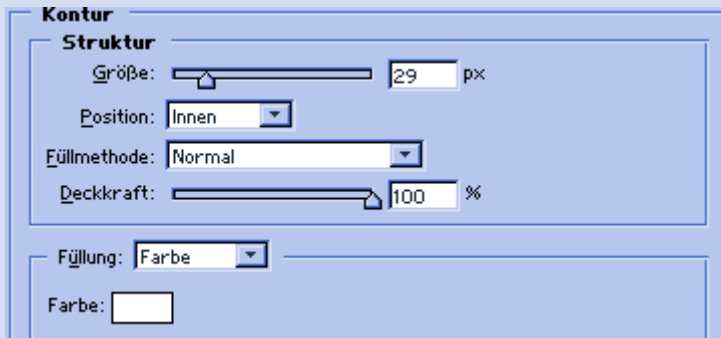 Kontur
Struktur
Größe: 29 px
Position: Innen
Füllmethode: Normal
Deckkraft: 100 %
Füllung: Farbe
Farbe: